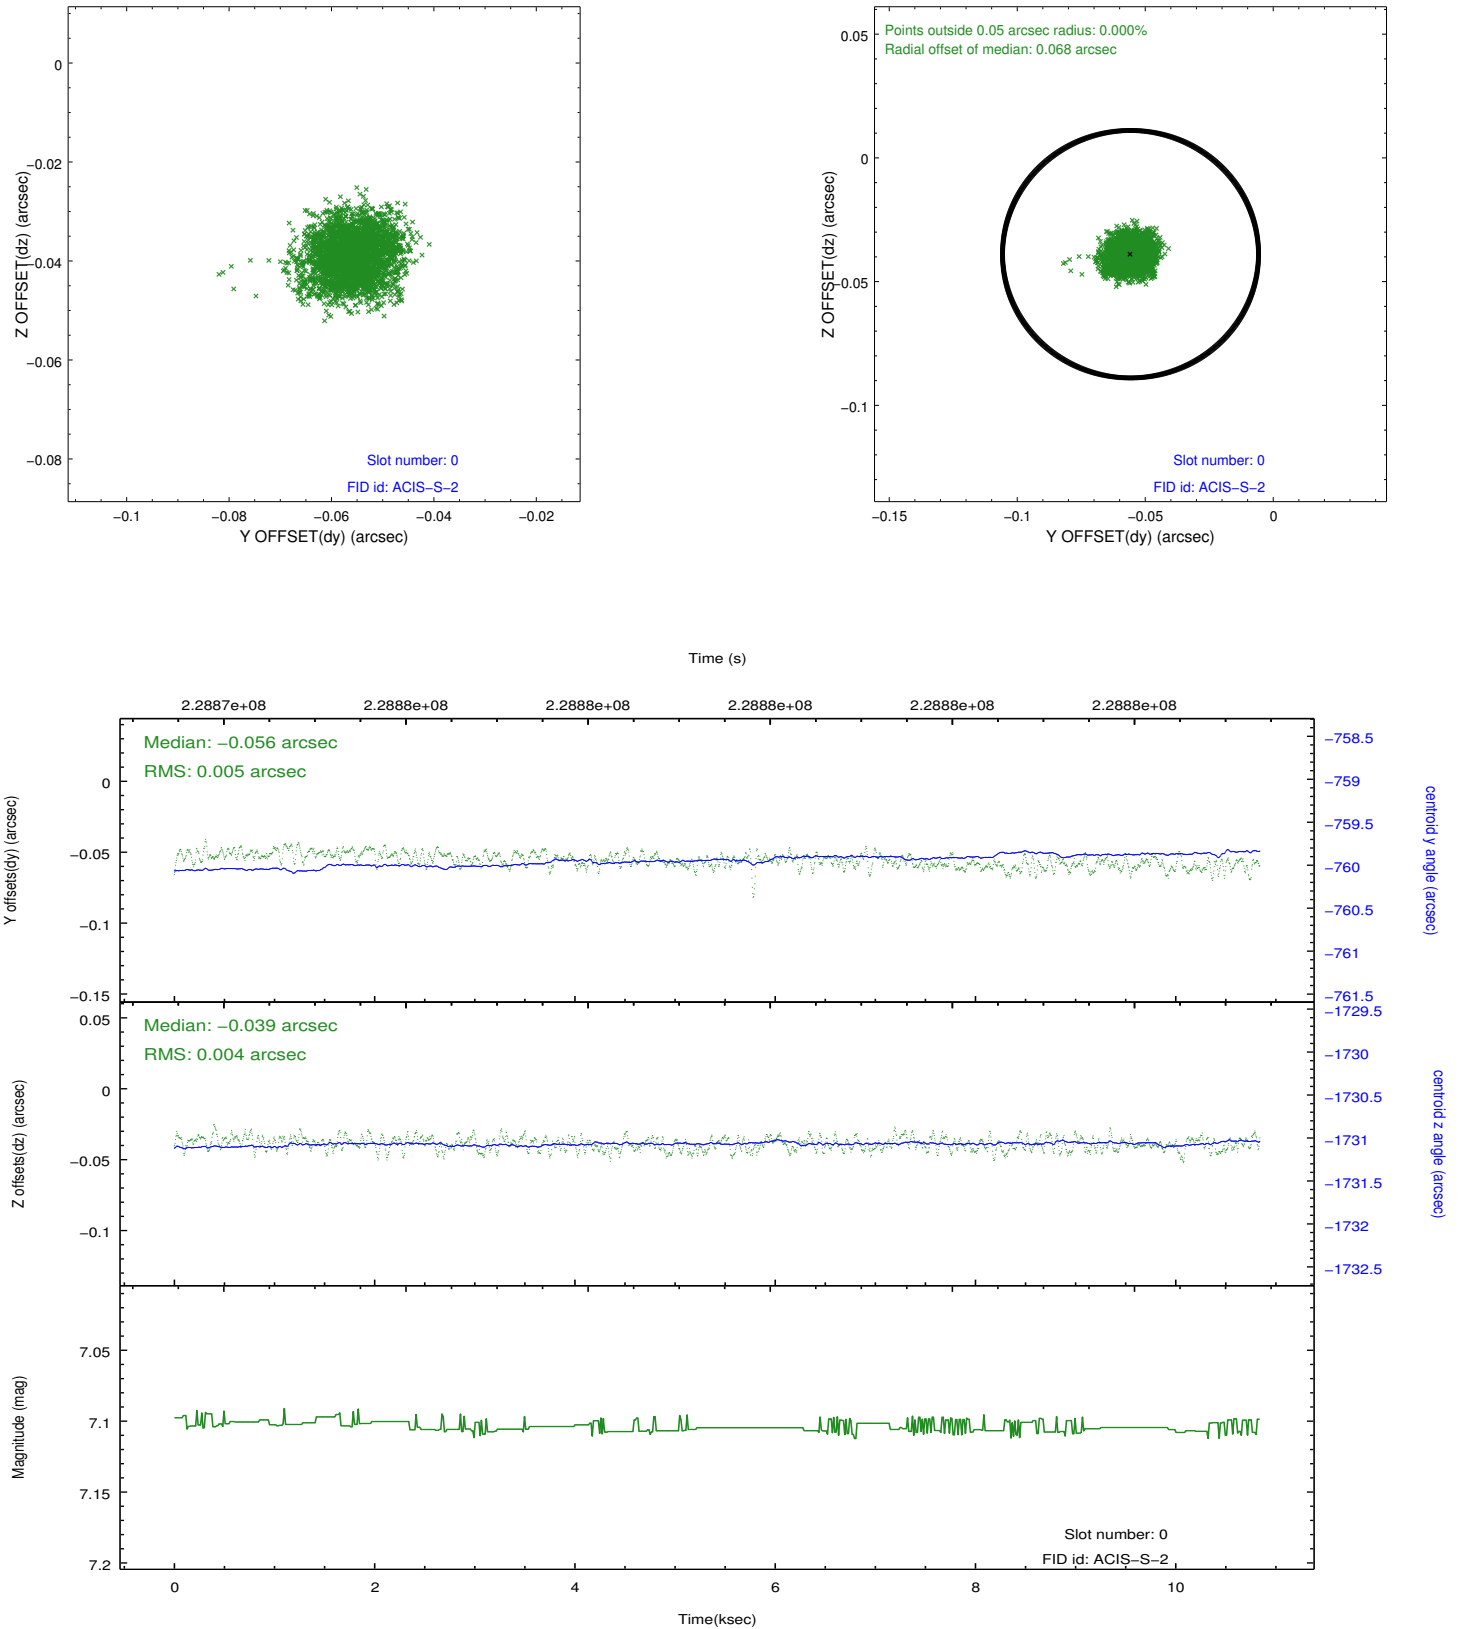 0
−0.02
−0.04
−0.06
−0.08
Z OFFSET(dz) (arcsec)
Slot number: 0
FID id: ACIS−S−2
−0.1
−0.08
−0.06
−0.04
−0.02
Y OFFSET(dy) (arcsec)
Points outside 0.05 arcsec radius: 0.000%
Radial offset of median: 0.068 arcsec
0.05
0
−0.05
−0.1
Z OFFSET(dz) (arcsec)
Slot number: 0
FID id: ACIS−S−2
−0.15
−0.1
−0.05
0
Y OFFSET(dy) (arcsec)
Time (s)
2.2887e+08
2.2888e+08
2.2888e+08
2.2888e+08
2.2888e+08
2.2888e+08
Median: −0.056 arcsec
RMS: 0.005 arcsec
0
−0.05
−0.1
−0.15
Y offsets(dy) (arcsec)
−758.5
−759
−759.5
−760
−760.5
−761
−761.5
centroid y angle (arcsec)
Median: −0.039 arcsec
RMS: 0.004 arcsec
0.05
0
−0.05
−0.1
Z offsets(dz) (arcsec)
−1729.5
−1730
−1730.5
−1731
−1731.5
−1732
−1732.5
centroid z angle (arcsec)
7.05
7.1
7.15
7.2
Magnitude (mag)
Slot number: 0
FID id: ACIS−S−2
0
2
4
6
8
10
Time(ksec)